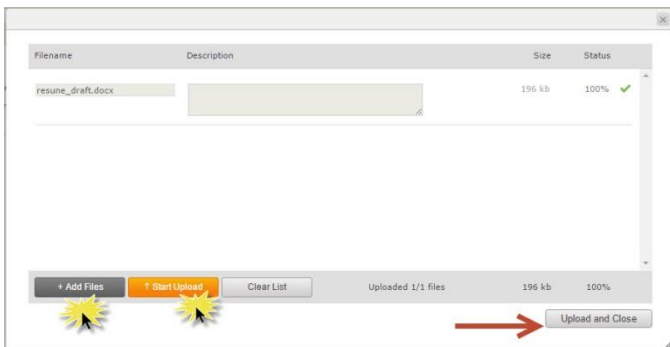 Filename Description Size Status
resune_draft.docx 196 kb 100%
+ Add Files ↑ Start Upload Clear List Uploaded 1/1 files 196 kb 100%
Upload and Close